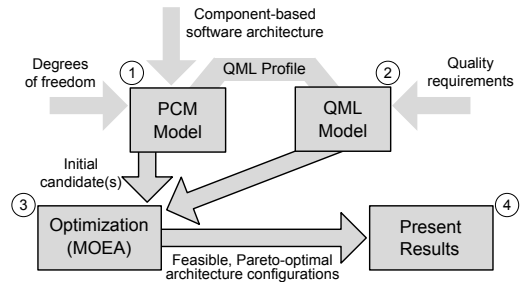 Component-based
software architecture
Degrees
of freedom
1
QML Profile
2
Quality
requirements
PCM
Model
QML
Model
Initial
candidate(s)
3
Optimization
(MOEA)
4
Present
Results
Feasible, Pareto-optimal
architecture configurations